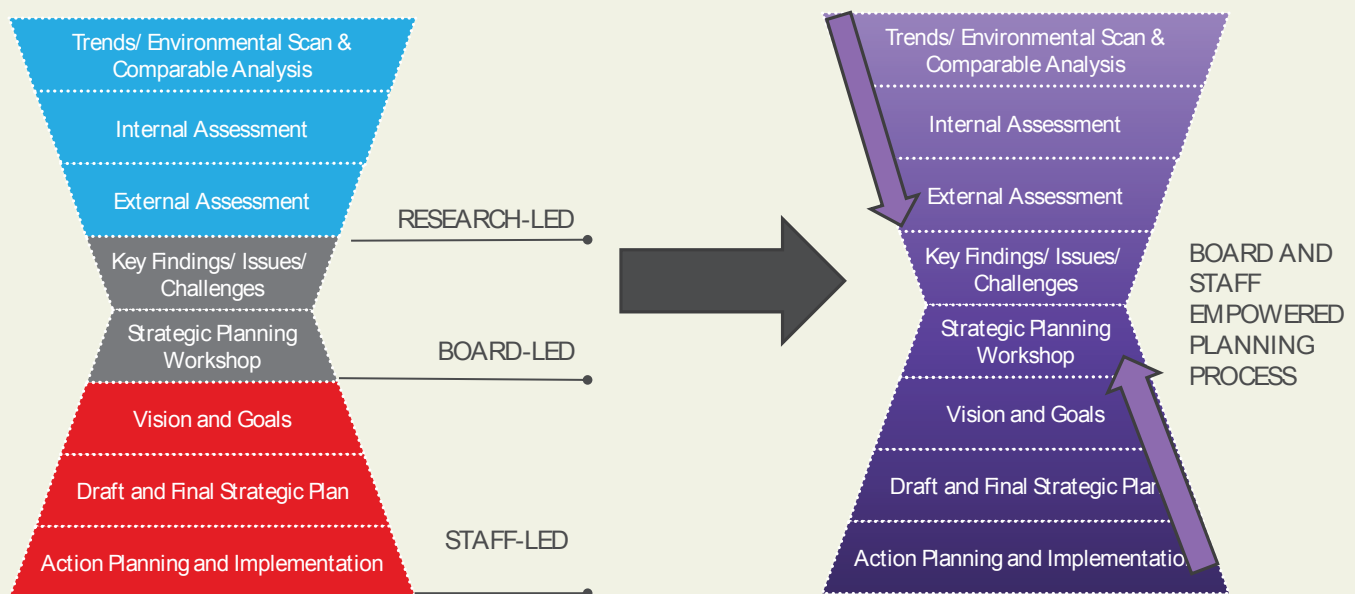 Trends/ Environmental Scan &
Comparable Analysis
Internal Assessment
External Assessment
Key Findings/ Issues/
Challenges
Strategic Planning
Workshop
Vision and Goals
Draft and Final Strategic Plan
Action Planning and Implementation
RESEARCH-LED
BOARD-LED
STAFF-LED
Trends/ Environmental Scan &
Comparable Analysis
Internal Assessment
External Assessment
Key Findings/ Issues/
Challenges
Strategic Planning
Workshop
Vision and Goals
Draft and Final Strategic Plan
Action Planning and Implementatio
BOARD AND
STAFF
EMPOWERED
PLANNING
PROCESS